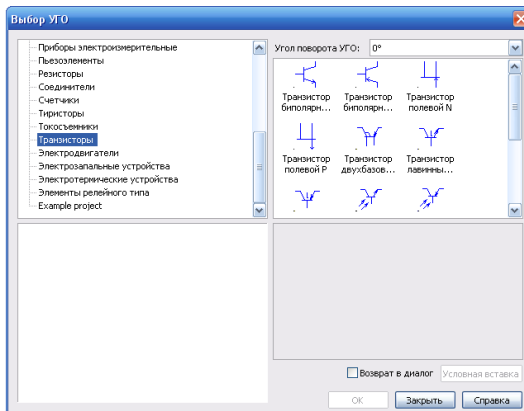 Выбор УГО
Приборы электроизмерительные
Пьезоэлементы
Резисторы
Соединители
Счетчики
Тиристоры
Токосъемники
Транзисторы
Электродвигатели
Электрозапальные устройства
Электротермические устройства
Элементы релейного типа
Example project
Угол поворота УГО: 0°
Транзистор биполярн...
Транзистор биполярн...
Транзистор полевой N
Транзистор полевой P
Транзистор двухбазов...
Транзистор лавинны...
Возврат в диалог
Условная вставка
ОК
Закрыть
Справка